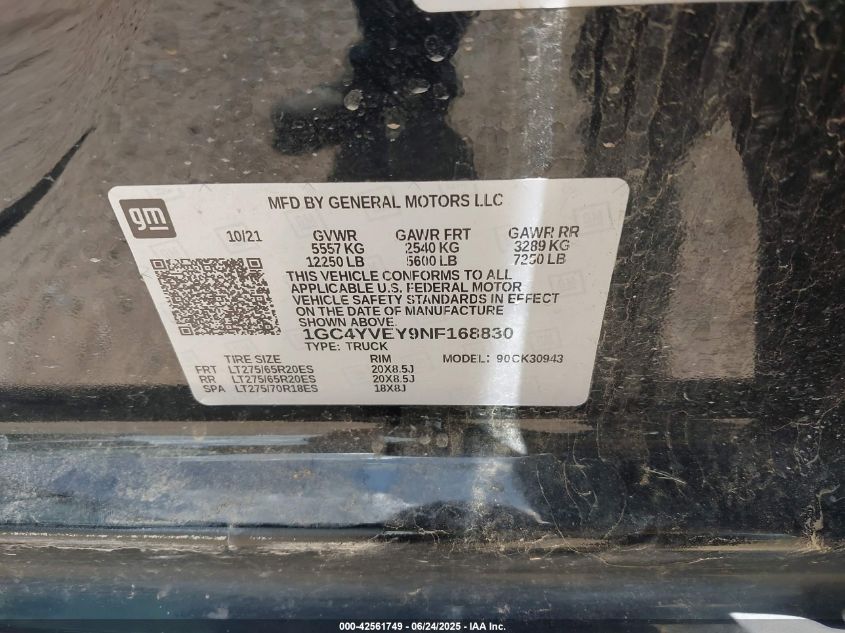 gm
MFD BY GENERAL MOTORS LLC
10/21 GVWR GAWR FRT GAWR RR
5557 KG 2540 KG 3289 KG
12250 LB 5600 LB 7250 LB
THIS VEHICLE CONFORMS TO ALL
APPLICABLE U.S. FEDERAL MOTOR
VEHICLE SAFETY STANDARDS IN EFFECT
ON THE DATE OF MANUFACTURE
SHOWN ABOVE.
1GC4YVEY9NF168830
TYPE: TRUCK
TIRE SIZE RIM MODEL: 90CK30943
FRT LT275/65R20ES 20X8.5J
RR LT275/65R20ES 20X8.5J
SPA LT275/70R18ES 18X8J
000-42561749 - 06/24/2025 - IAA Inc.